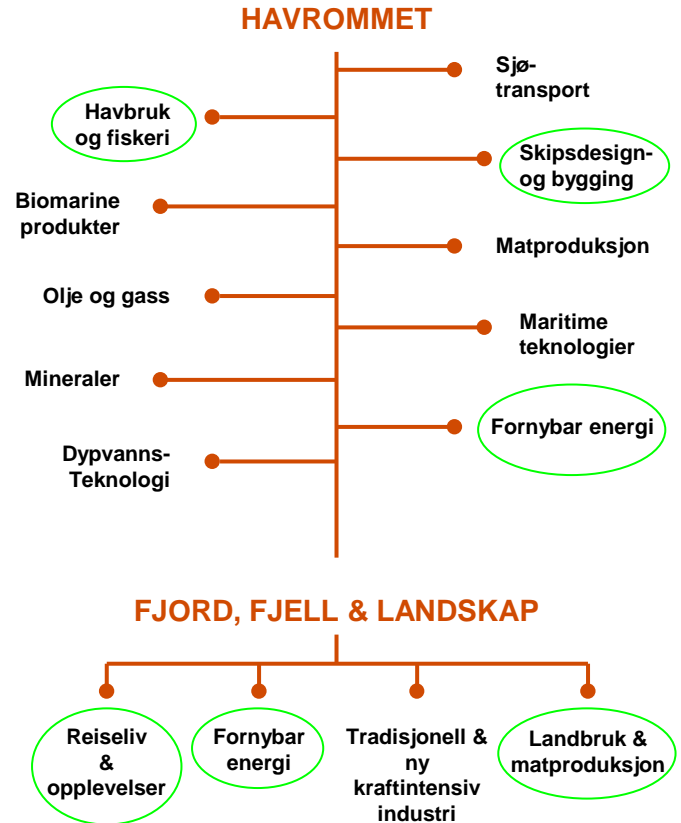 HAVROMMET
Sjø-
transport
Havbruk
og fiskeri
Skipsdesign-
og bygging
Biomarine
produkter
Matproduksjon
Olje og gass
Maritime
teknologier
Mineraler
Fornybar energi
Dypvanns-
Teknologi
FJORD, FJELL & LANDSKAP
Reiseliv
&
opplevelser
Fornybar
energi
Tradisjonell &
ny
kraftintensiv
industri
Landbruk &
matproduksjon